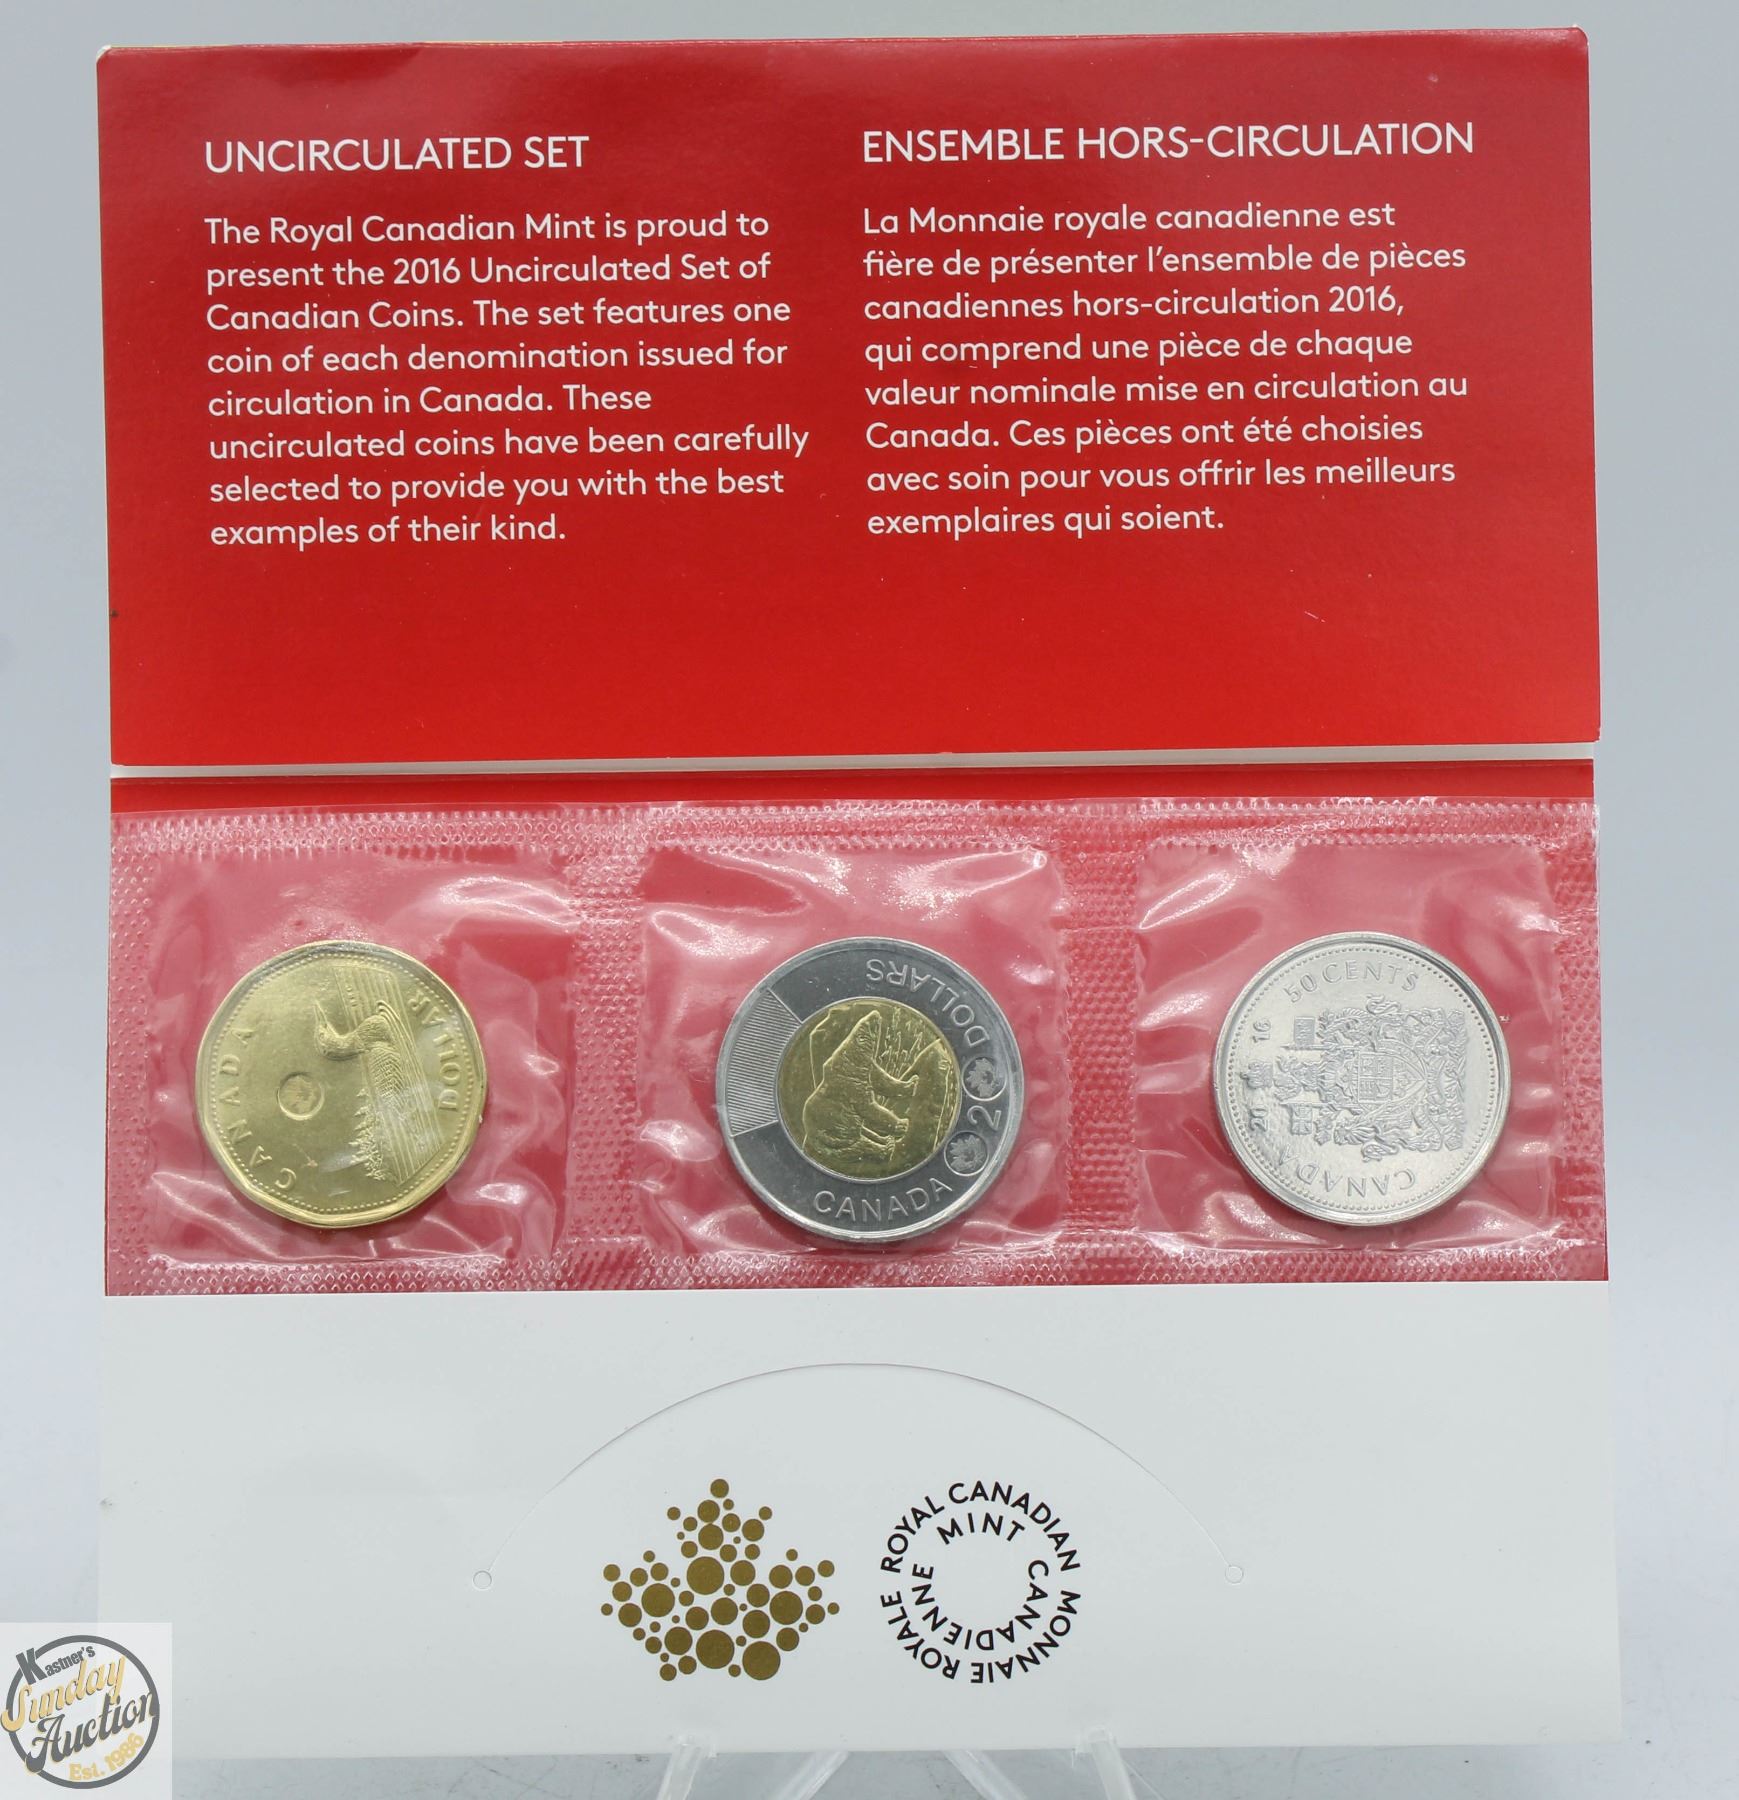 UNCIRCULATED SET
The Royal Canadian Mint is proud to
present the 2016 Uncirculated Set of
Canadian Coins. The set features one
coin of each denomination issued for
circulation in Canada. These
uncirculated coins have been carefully
selected to provide you with the best
examples of their kind.
ENSEMBLE HORS-CIRCULATION
La Monnaie royale canadienne est
fière de présenter l'ensemble de pièces
canadiennes hors-circulation 2016,
qui comprend une pièce de chaque
valeur nominale mise en circulation au
Canada. Ces pièces ont été choisies
avec soin pour vous offrir les meilleurs
exemplaires qui soient.
CANADA
DOLLAR
CANADA
2 DOLLARS
50 CENTS
20 16
CANADA
ROYAL CANADIAN MINT
MONNAIE ROYALE CANADIENNE
Kastner's
Sunday
Auction
Est. 1986